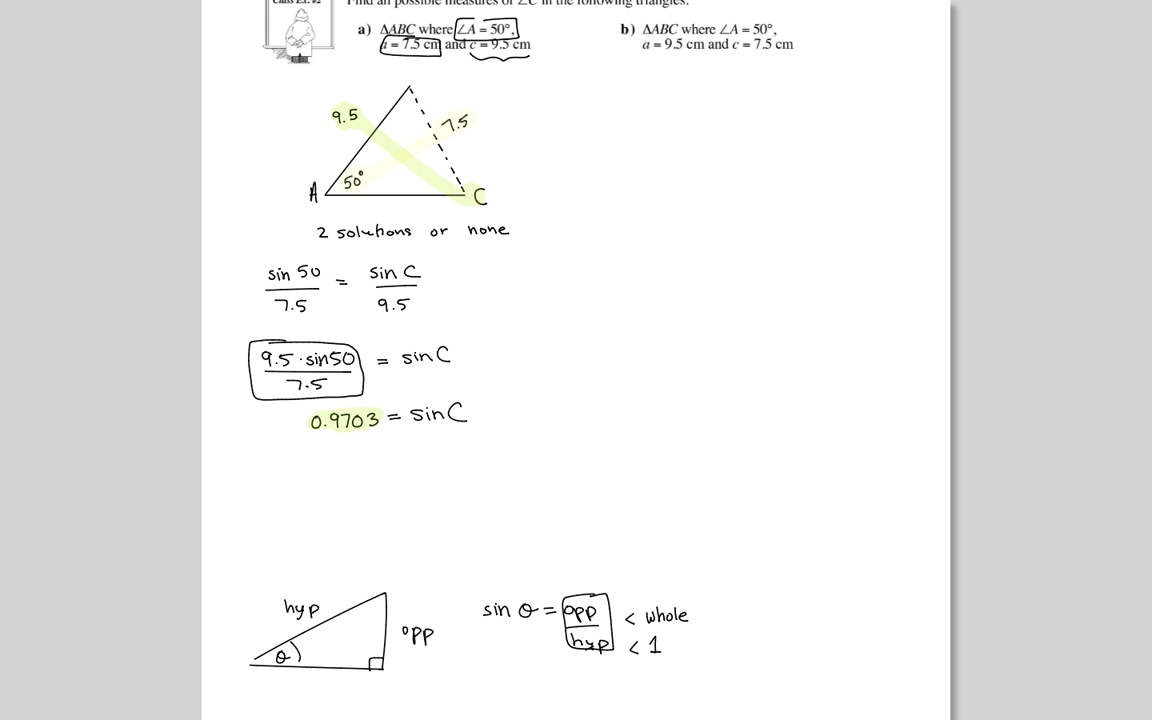 Class Ex. #2 Find all possible measures of ∠C in the following triangles.
a) ΔABC where ∠A = 50°,
a = 7.5 cm and c = 9.5 cm
b) ΔABC where ∠A = 50°,
a = 9.5 cm and c = 7.5 cm
9.5
7.5
50°
A
C
2 solutions or none
sin 50 / 7.5 = sin C / 9.5
9.5 · sin50 / 7.5 = sin C
0.9703 = sin C
hyp
opp
θ
sin θ = opp / hyp < whole
< 1